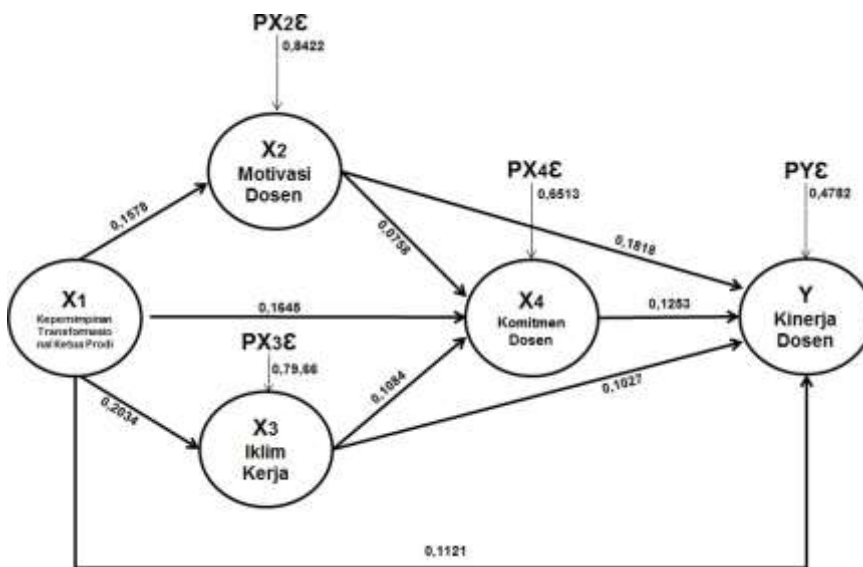 PX2Ɛ
0,8422
X2
Motivasi
Dosen
PX4Ɛ
0,6513
PYƐ
0,4782
0,1578
0,0758
0,1818
X1
Kepemimpinan
Transformasio
nal Ketua Prodi
0,1645
X4
Komitmen
Dosen
0,1253
Y
Kinerja
Dosen
PX3Ɛ
0,79,66
0,2034
0,1084
0,1027
X3
Iklim
Kerja
0,1121